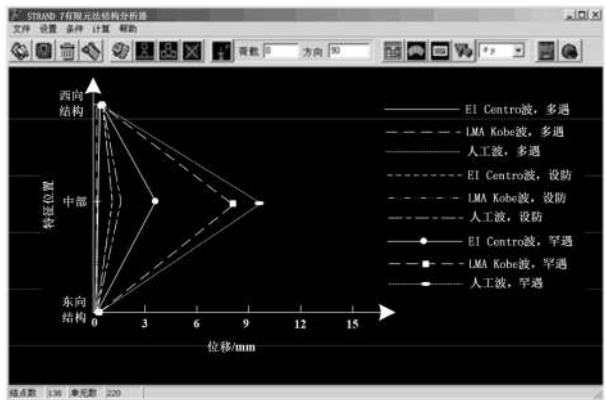 STRAND 7有限元法结构分析器
文件 设置 条件 计算 帮助
荷载 0 方向 90
西向
结构
特征位置
中部
东向
结构
0 3 6 9 12 15
位移/mm
EI Centro波，多遇
LMA Kobe波，多遇
人工波，多遇
EI Centro波，设防
LMA Kobe波，设防
人工波，设防
EI Centro波，罕遇
LMA Kobe波，罕遇
人工波，罕遇
结点数 138 单元数 220